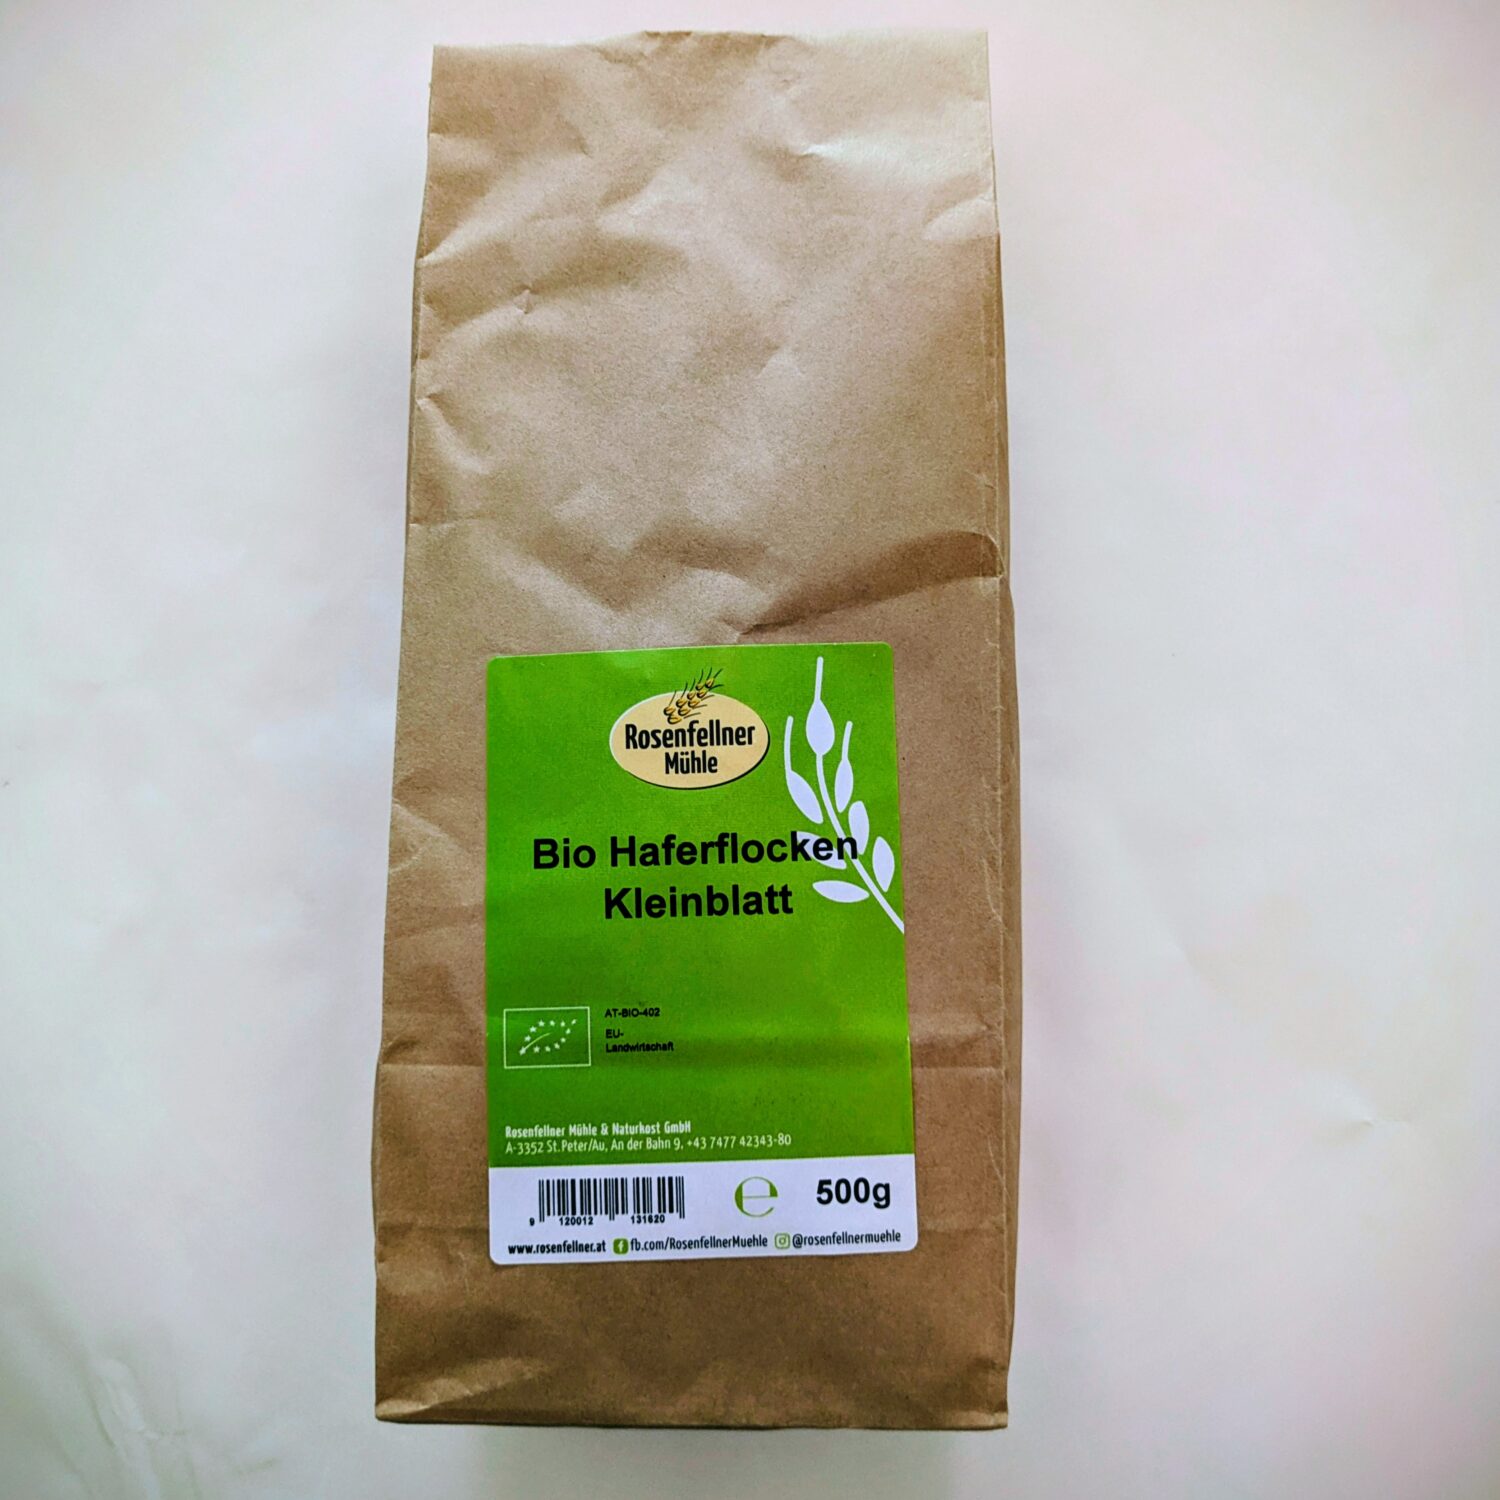 Rosenfellner
Mühle
Bio Haferflocken
Kleinblatt
AT-BIO-402
EU-
Landwirtschaft
Rosenfellner Mühle & Naturkost GmbH
A-3352 St.Peter/Au, An der Bahn 9, +43 7477 42343-80
9 120012 131620
e 500g
www.rosenfellner.at fb.com/RosenfellnerMuehle @rosenfellnermuehle